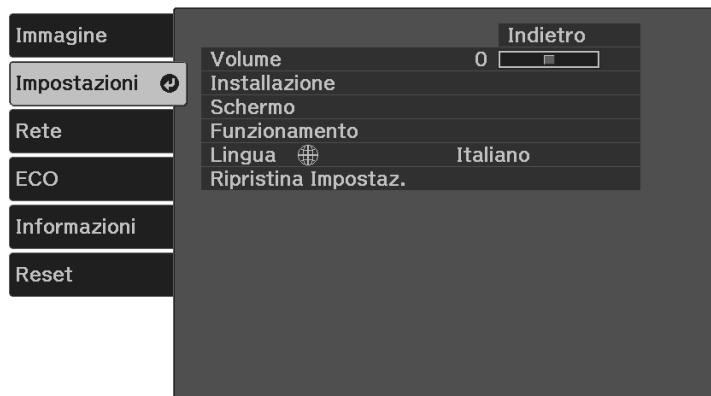 Immagine
Impostazioni
Rete
ECO
Informazioni
Reset
Indietro
Volume 0
Installazione
Schermo
Funzionamento
Lingua Italiano
Ripristina Impostaz.